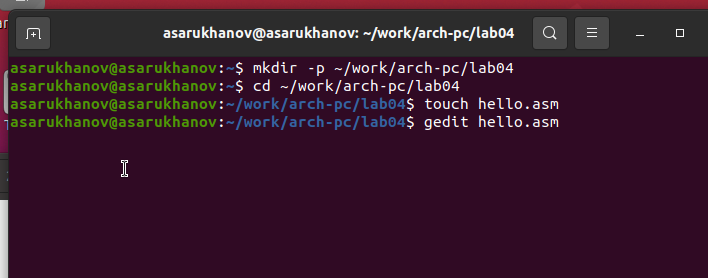 asarukhanov@asarukhanov: ~/work/arch-pc/lab04
asarukhanov@asarukhanov:~$ mkdir -p ~/work/arch-pc/lab04
asarukhanov@asarukhanov:~$ cd ~/work/arch-pc/lab04
asarukhanov@asarukhanov:~/work/arch-pc/lab04$ touch hello.asm
asarukhanov@asarukhanov:~/work/arch-pc/lab04$ gedit hello.asm